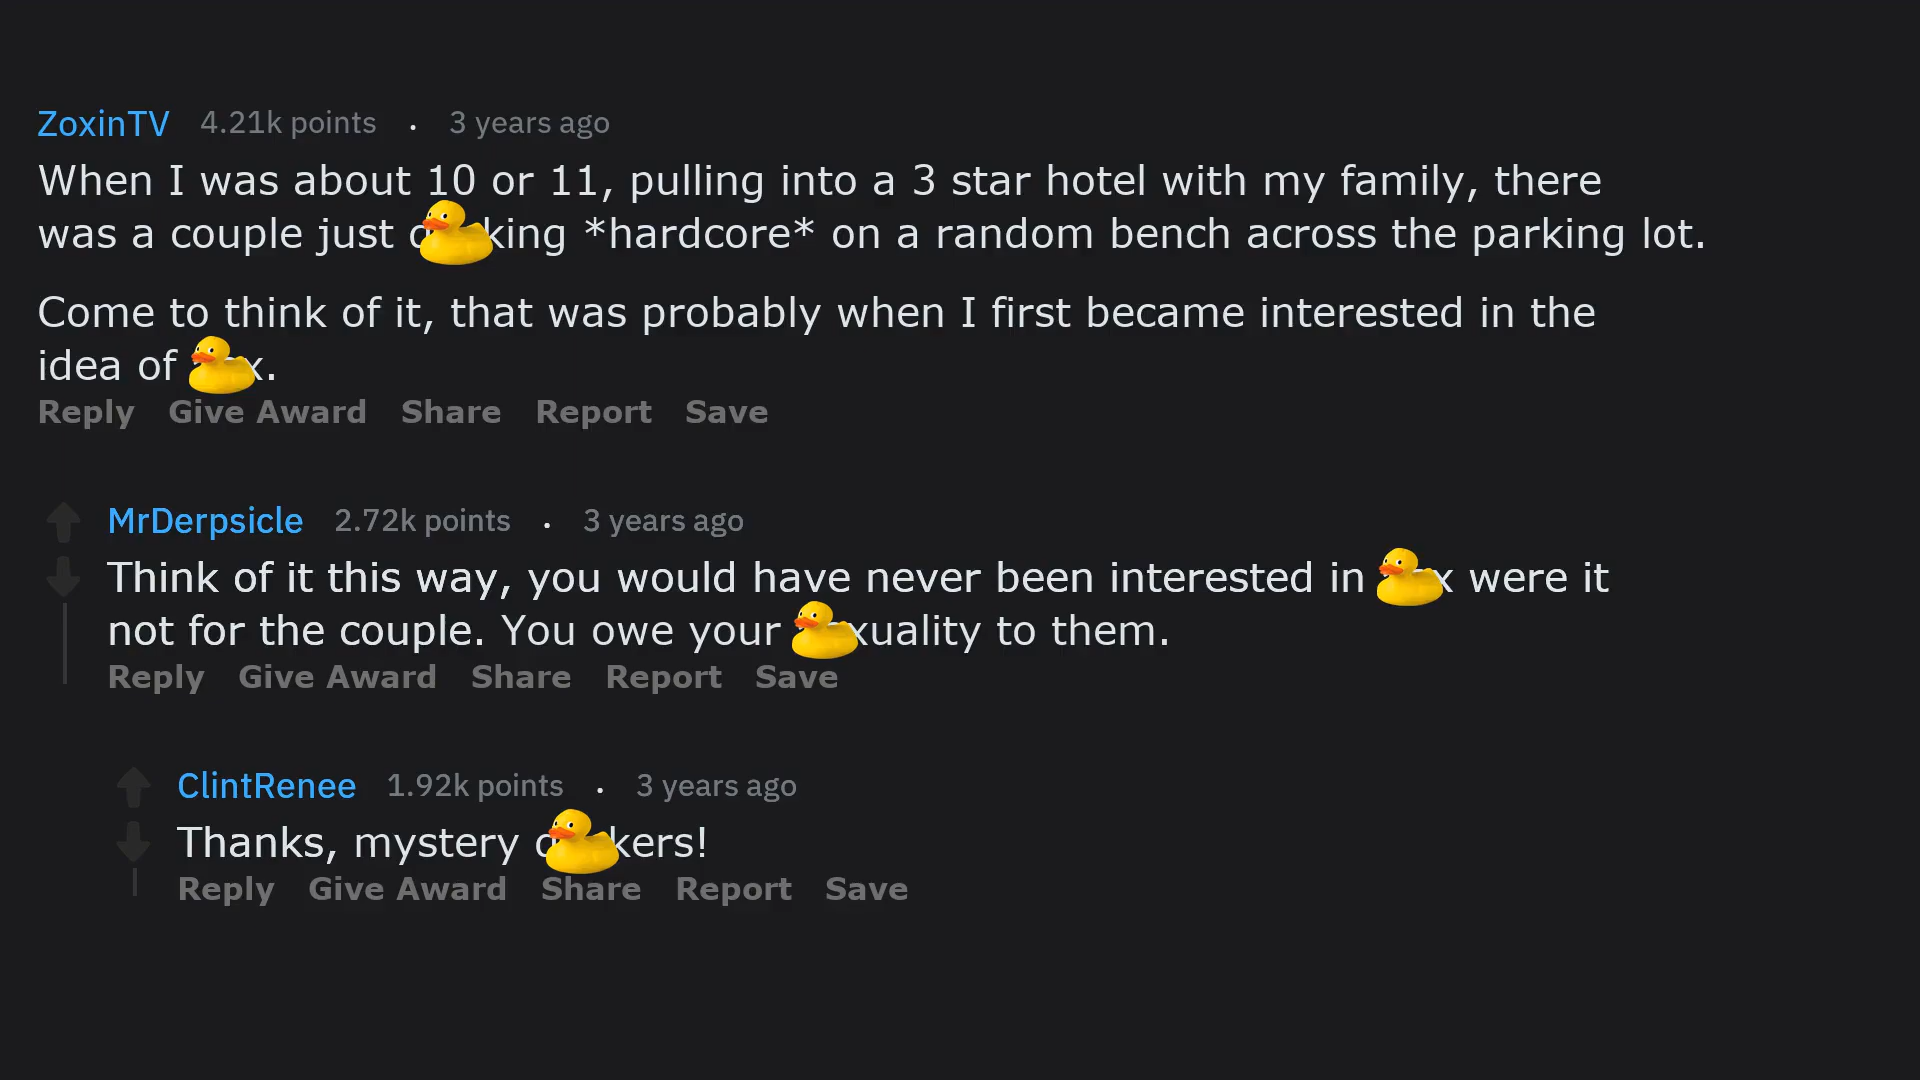 ZoxinTV 4.21k points . 3 years ago
When I was about 10 or 11, pulling into a 3 star hotel with my family, there
was a couple just king *hardcore* on a random bench across the parking lot.
Come to think of it, that was probably when I first became interested in the
idea of x.
Reply Give Award Share Report Save
MrDerpsicle 2.72k points . 3 years ago
Think of it this way, you would have never been interested in x were it
not for the couple. You owe your xuality to them.
Reply Give Award Share Report Save
ClintRenee 1.92k points . 3 years ago
Thanks, mystery kers!
Reply Give Award Share Report Save